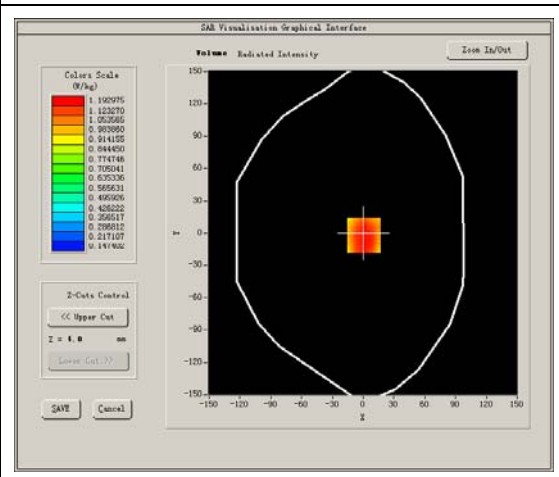 SAR Visualisation Graphical Interface
Volume Radiated Intensity
Zoom In/Out
Colors Scale
(W/kg)
1.192975
1.123270
1.053565
0.983860
0.914155
0.844450
0.774746
0.705041
0.635336
0.565631
0.495926
0.426222
0.356517
0.286812
0.217107
0.147402
Z-Cuts Control
<< Upper Cut
Z = 4.0 mm
Lower Cut >>
SAVE Cancel
150
120
90
60
30
Y 0
-30
-60
-90
-120
-150
-150 -120 -90 -60 -30 0 30 60 90 120 150
X